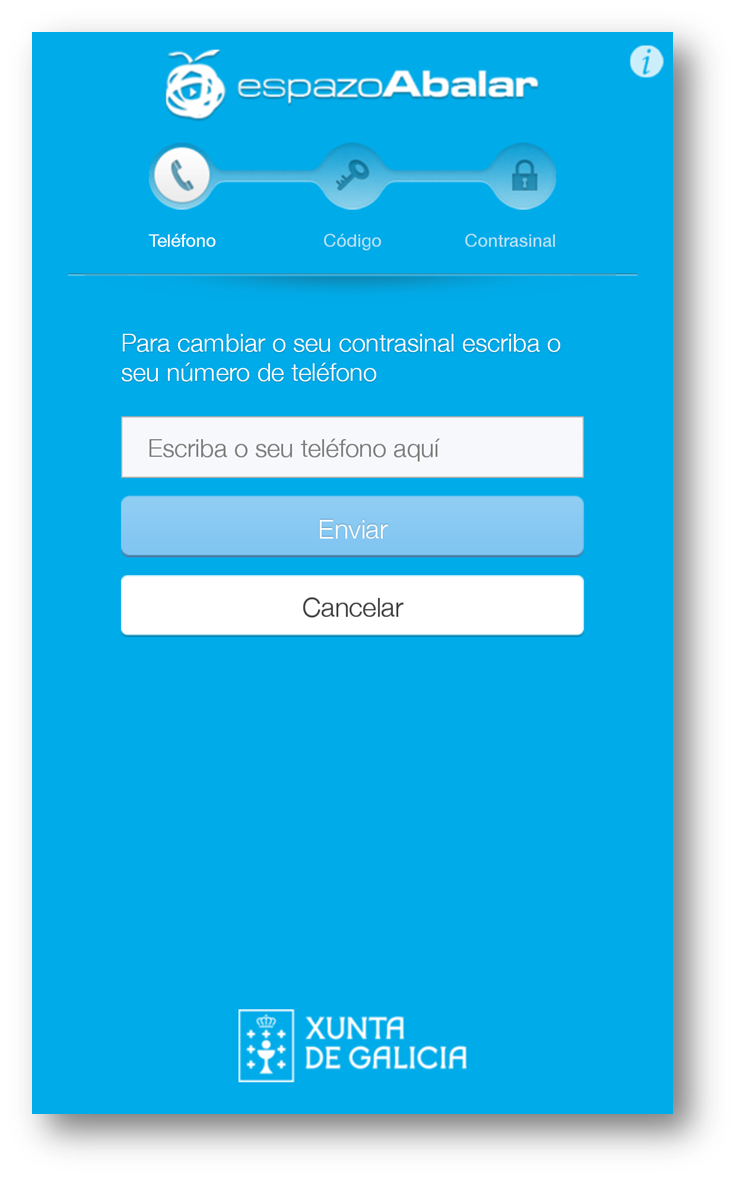 espazoAbalar
i
Teléfono
Código
Contrasinal
Para cambiar o seu contrasinal escriba o
seu número de teléfono
Escriba o seu teléfono aquí
Enviar
Cancelar
XUNTA
DE GALICIA